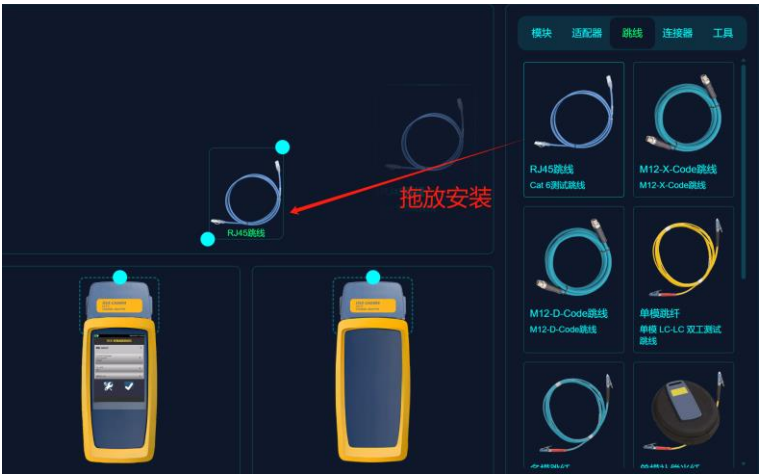 模块 适配器 跳线 连接器 工具
RJ45跳线
Cat 6测试跳线
M12-X-Code跳线
M12-X-Code跳线
拖放安装
RJ45跳线
M12-D-Code跳线
M12-D-Code跳线
单模跳纤
单模 LC-LC 双工测试
跳线